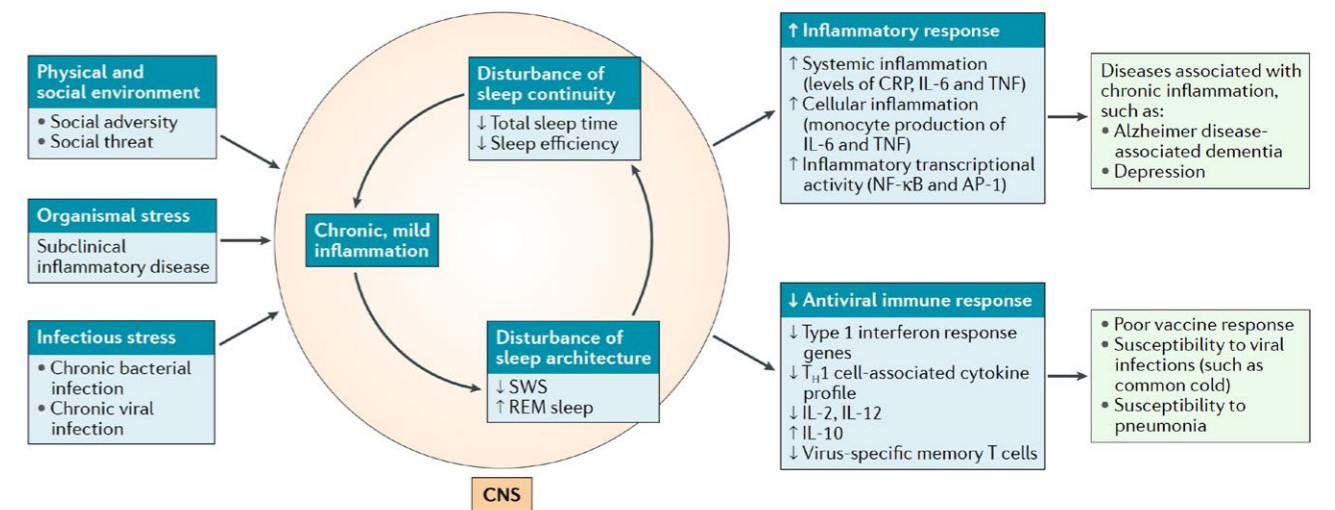 Physical and
social environment
• Social adversity
• Social threat
Organismal stress
Subclinical
inflammatory disease
Infectious stress
• Chronic bacterial
infection
• Chronic viral
infection
Disturbance of
sleep continuity
↓ Total sleep time
↓ Sleep efficiency
Chronic, mild
inflammation
Disturbance of
sleep architecture
↓ SWS
↑ REM sleep
CNS
↑ Inflammatory response
↑ Systemic inflammation
(levels of CRP, IL-6 and TNF)
↑ Cellular inflammation
(monocyte production of
IL-6 and TNF)
↑ Inflammatory transcriptional
activity (NF-κB and AP-1)
Diseases associated with
chronic inflammation,
such as:
• Alzheimer disease-
associated dementia
• Depression
↓ Antiviral immune response
↓ Type 1 interferon response
genes
↓ TH1 cell-associated cytokine
profile
↓ IL-2, IL-12
↑ IL-10
↓ Virus-specific memory T cells
• Poor vaccine response
• Susceptibility to viral
infections (such as
common cold)
• Susceptibility to
pneumonia